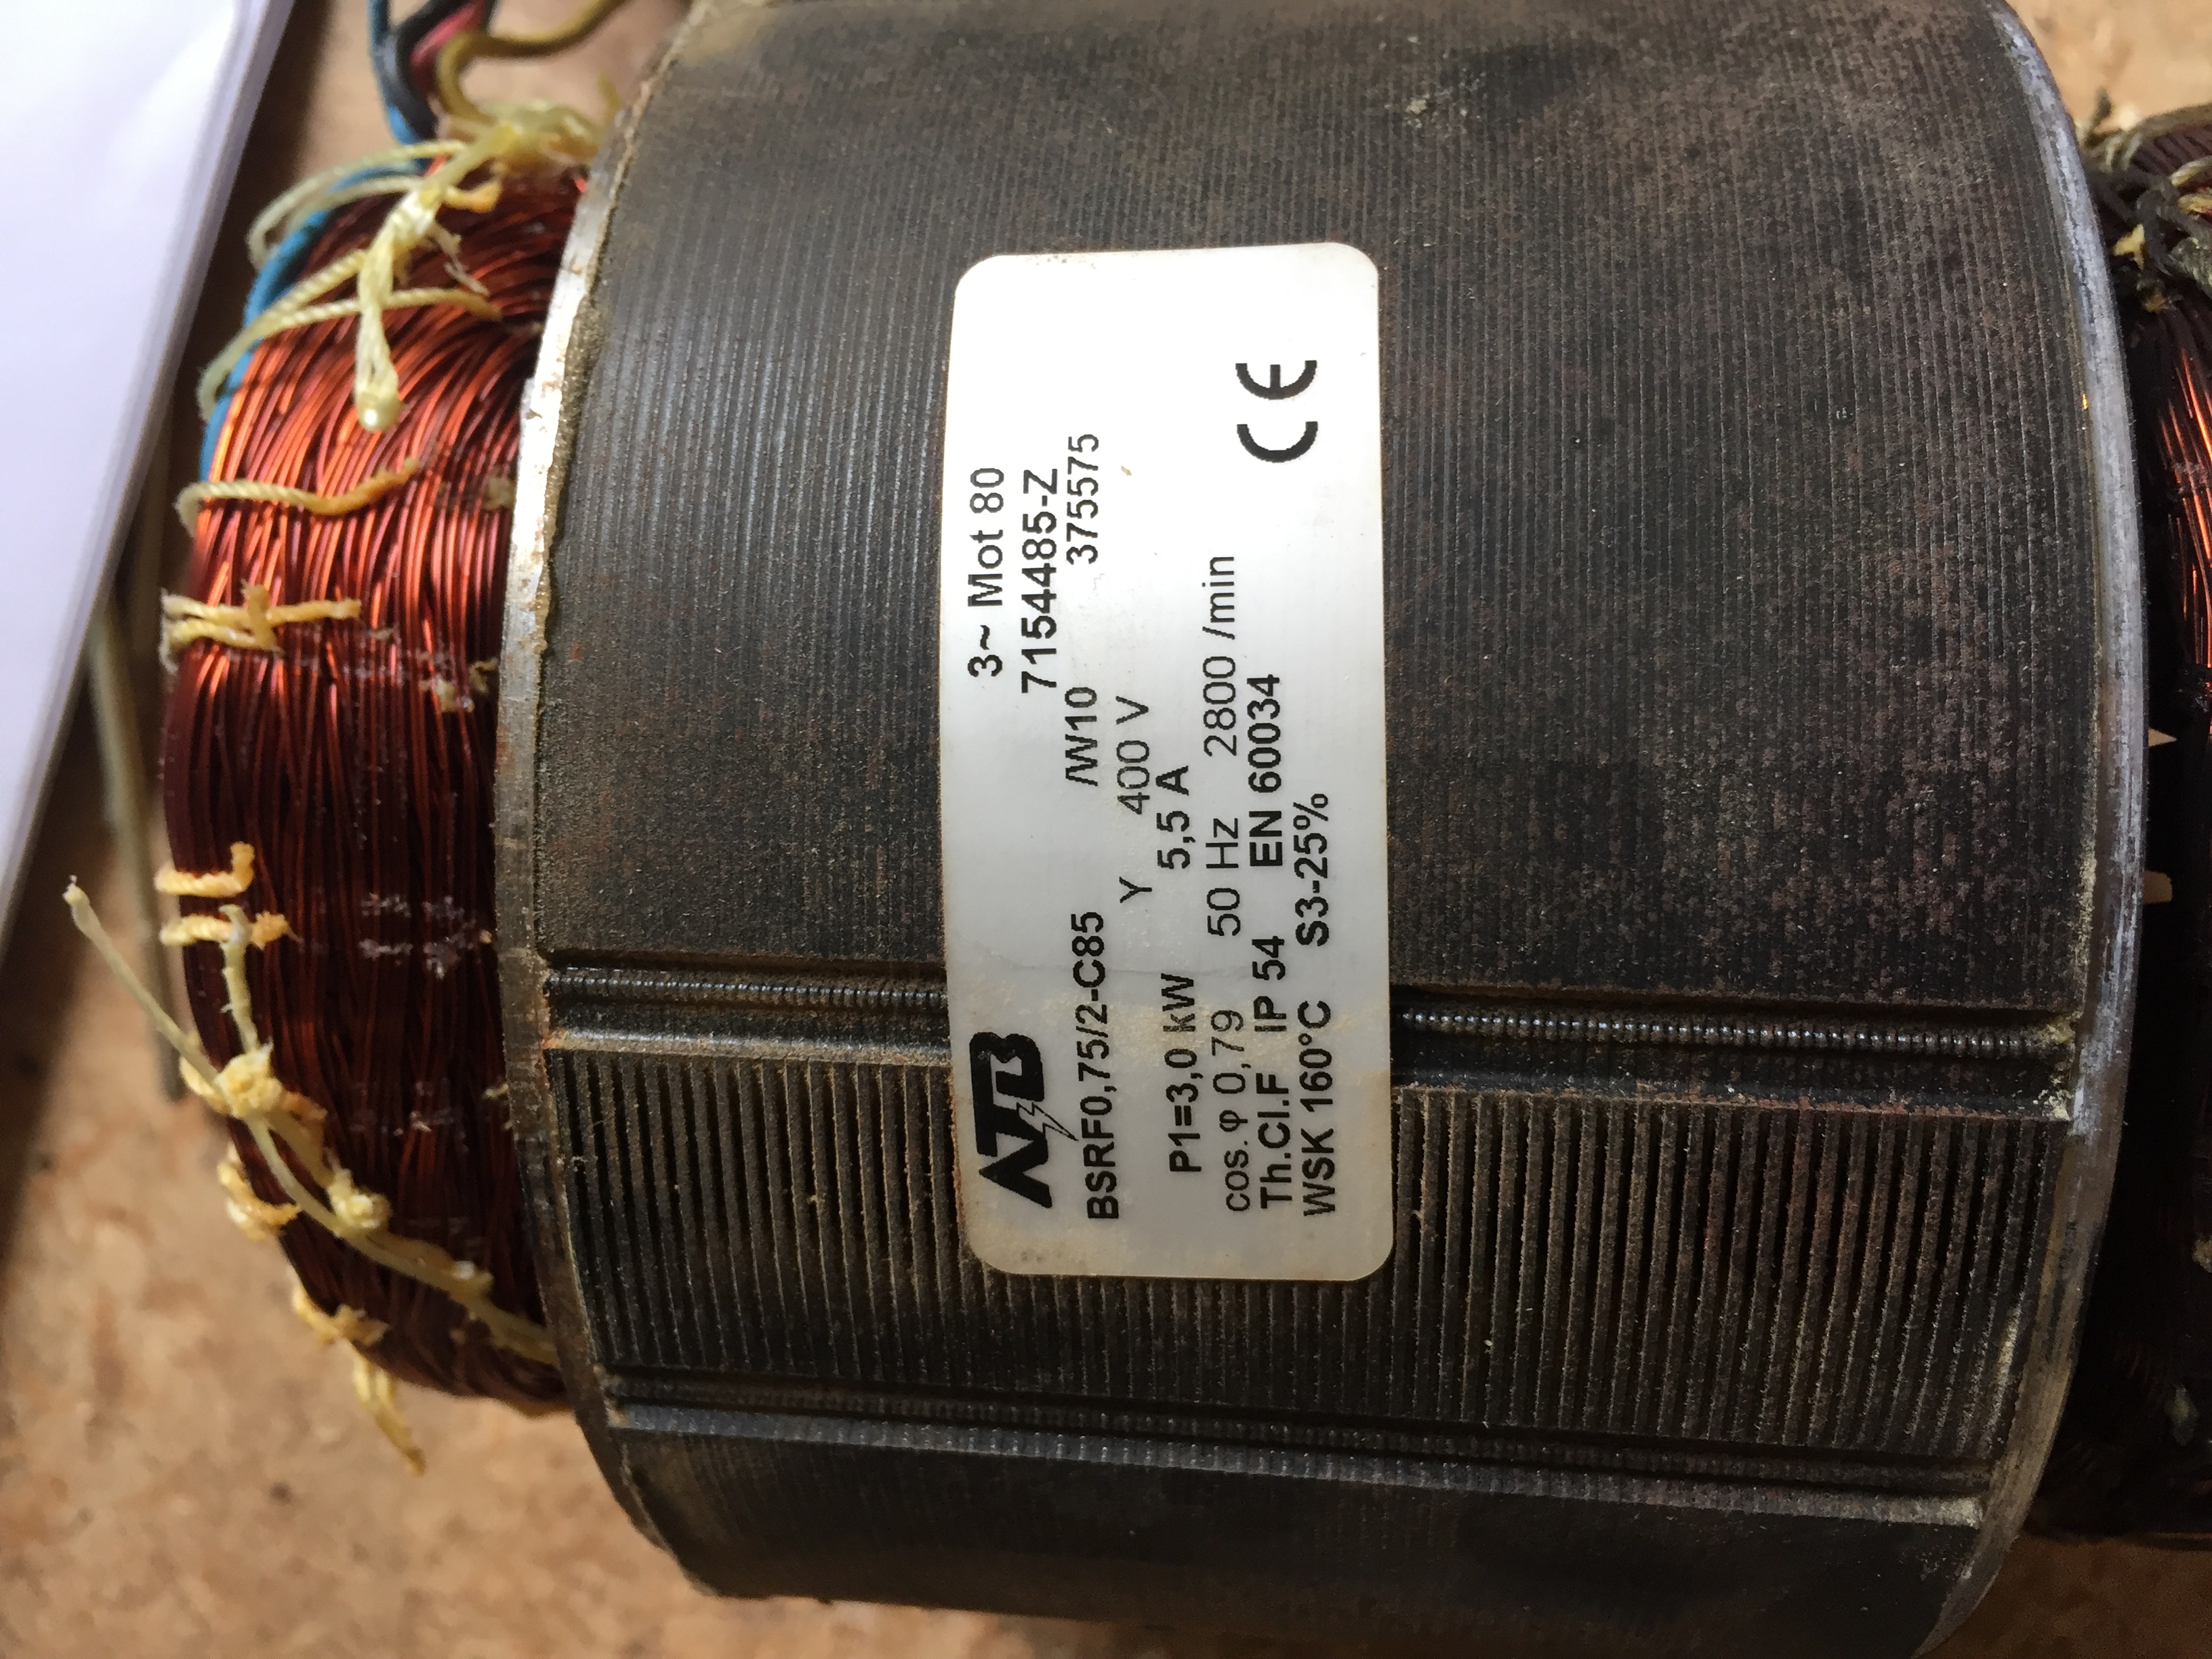 ATB
3~ Mot 80
7154485-Z
BSRF0,75/2-C85 /W10 375575
Y 400 V
P1=3,0 kW 5,5 A
cos. φ 0,79 50 Hz 2800 /min
Th.Cl.F IP 54 EN 60034
WSK 160°C S3-25%
CE